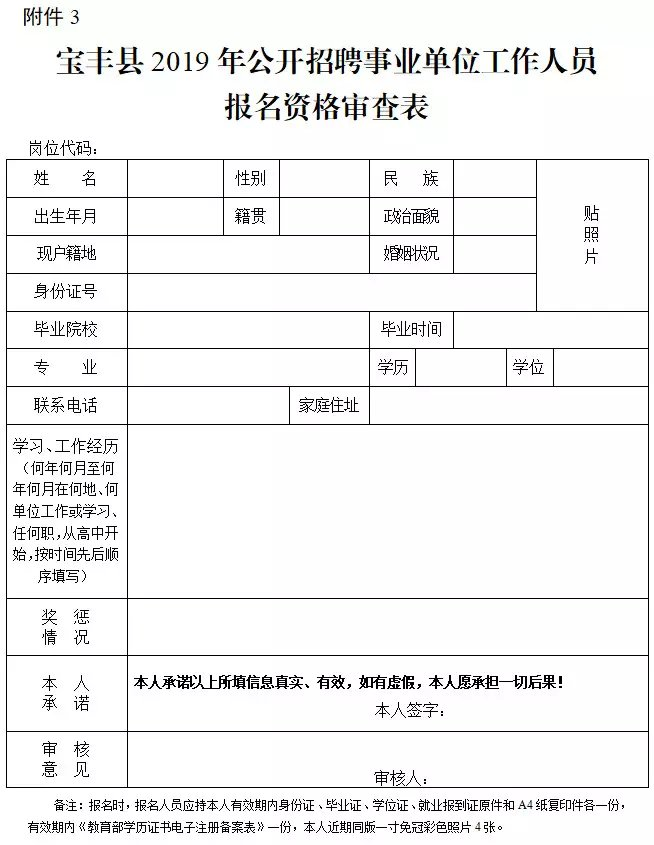 附件 3
宝丰县 2019 年公开招聘事业单位工作人员
报名资格审查表
岗位代码：
姓 名 性别 民 族
出生年月 籍贯 政治面貌
贴
照
片
现户籍地 婚姻状况
身份证号
毕业院校 毕业时间
专 业 学历 学位
联系电话 家庭住址
学习、工作经历
（何年何月至何
年何月在何地、何
单位工作或学习、
任何职，从高中开
始，按时间先后顺
序填写）
奖 惩
情 况
本 人
承 诺
本人承诺以上所填信息真实、有效，如有虚假，本人愿承担一切后果！
本人签字：
审 核
意 见
审核人：
备注：报名时，报名人员应持本人有效期内身份证、毕业证、学位证、就业报到证原件和 A4 纸复印件各一份，
有效期内《教育部学历证书电子注册备案表》一份，本人近期同版一寸免冠彩色照片 4 张。